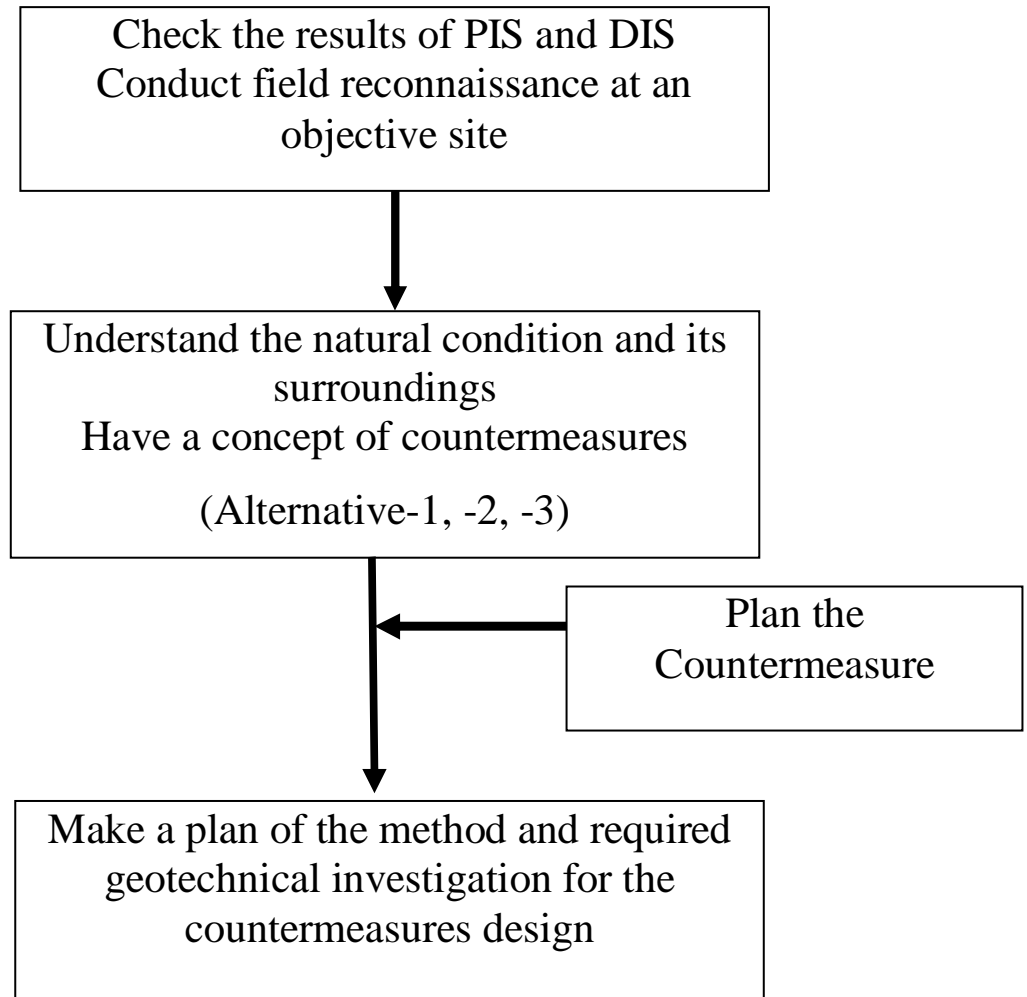 Check the results of PIS and DIS
Conduct field reconnaissance at an
objective site
Understand the natural condition and its
surroundings
Have a concept of countermeasures
(Alternative-1, -2, -3)
Plan the
Countermeasure
Make a plan of the method and required
geotechnical investigation for the
countermeasures design